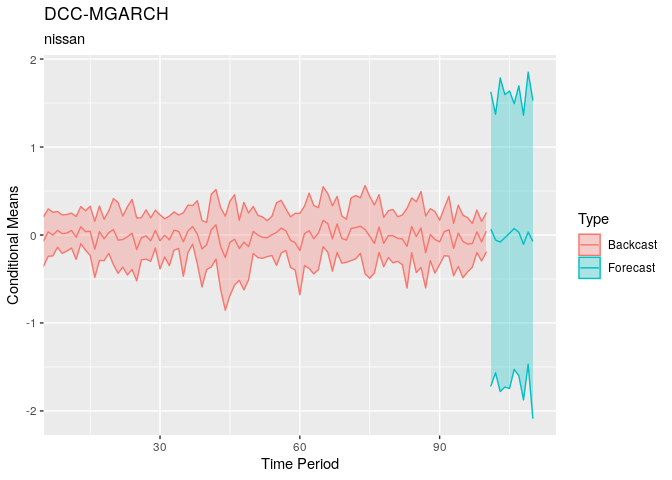 DCC-MGARCH
nissan
2
1
0
-1
-2
Conditional Means
30
60
90
Time Period
Type
Backcast
Forecast